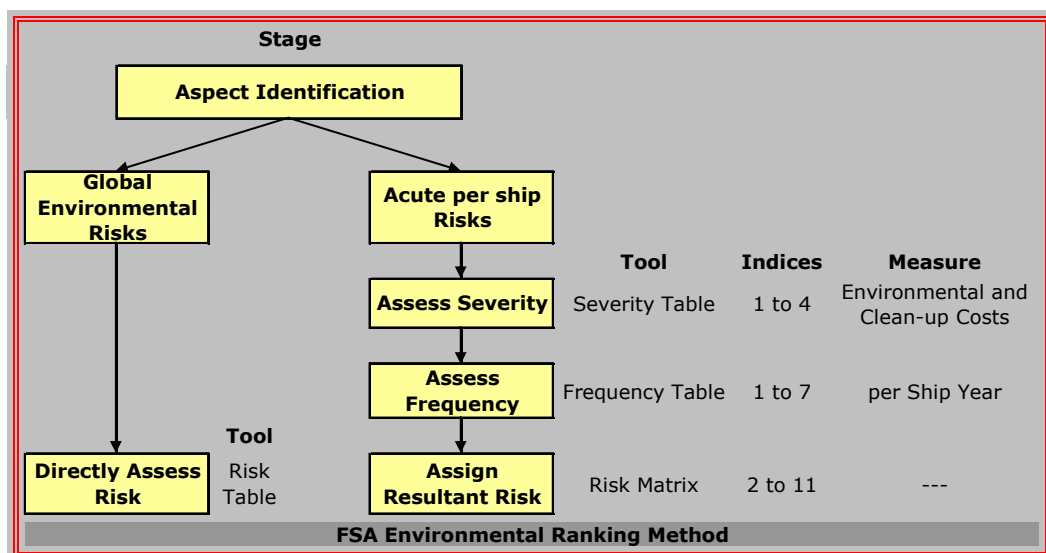 Stage
Aspect Identification
Global
Environmental
Risks
Acute per ship
Risks
Tool Indices Measure
Assess Severity Severity Table 1 to 4 Environmental and
Clean-up Costs
Assess
Frequency
Frequency Table 1 to 7 per Ship Year
Tool
Directly Assess
Risk
Risk
Table
Assign
Resultant Risk
Risk Matrix 2 to 11 ---
FSA Environmental Ranking Method